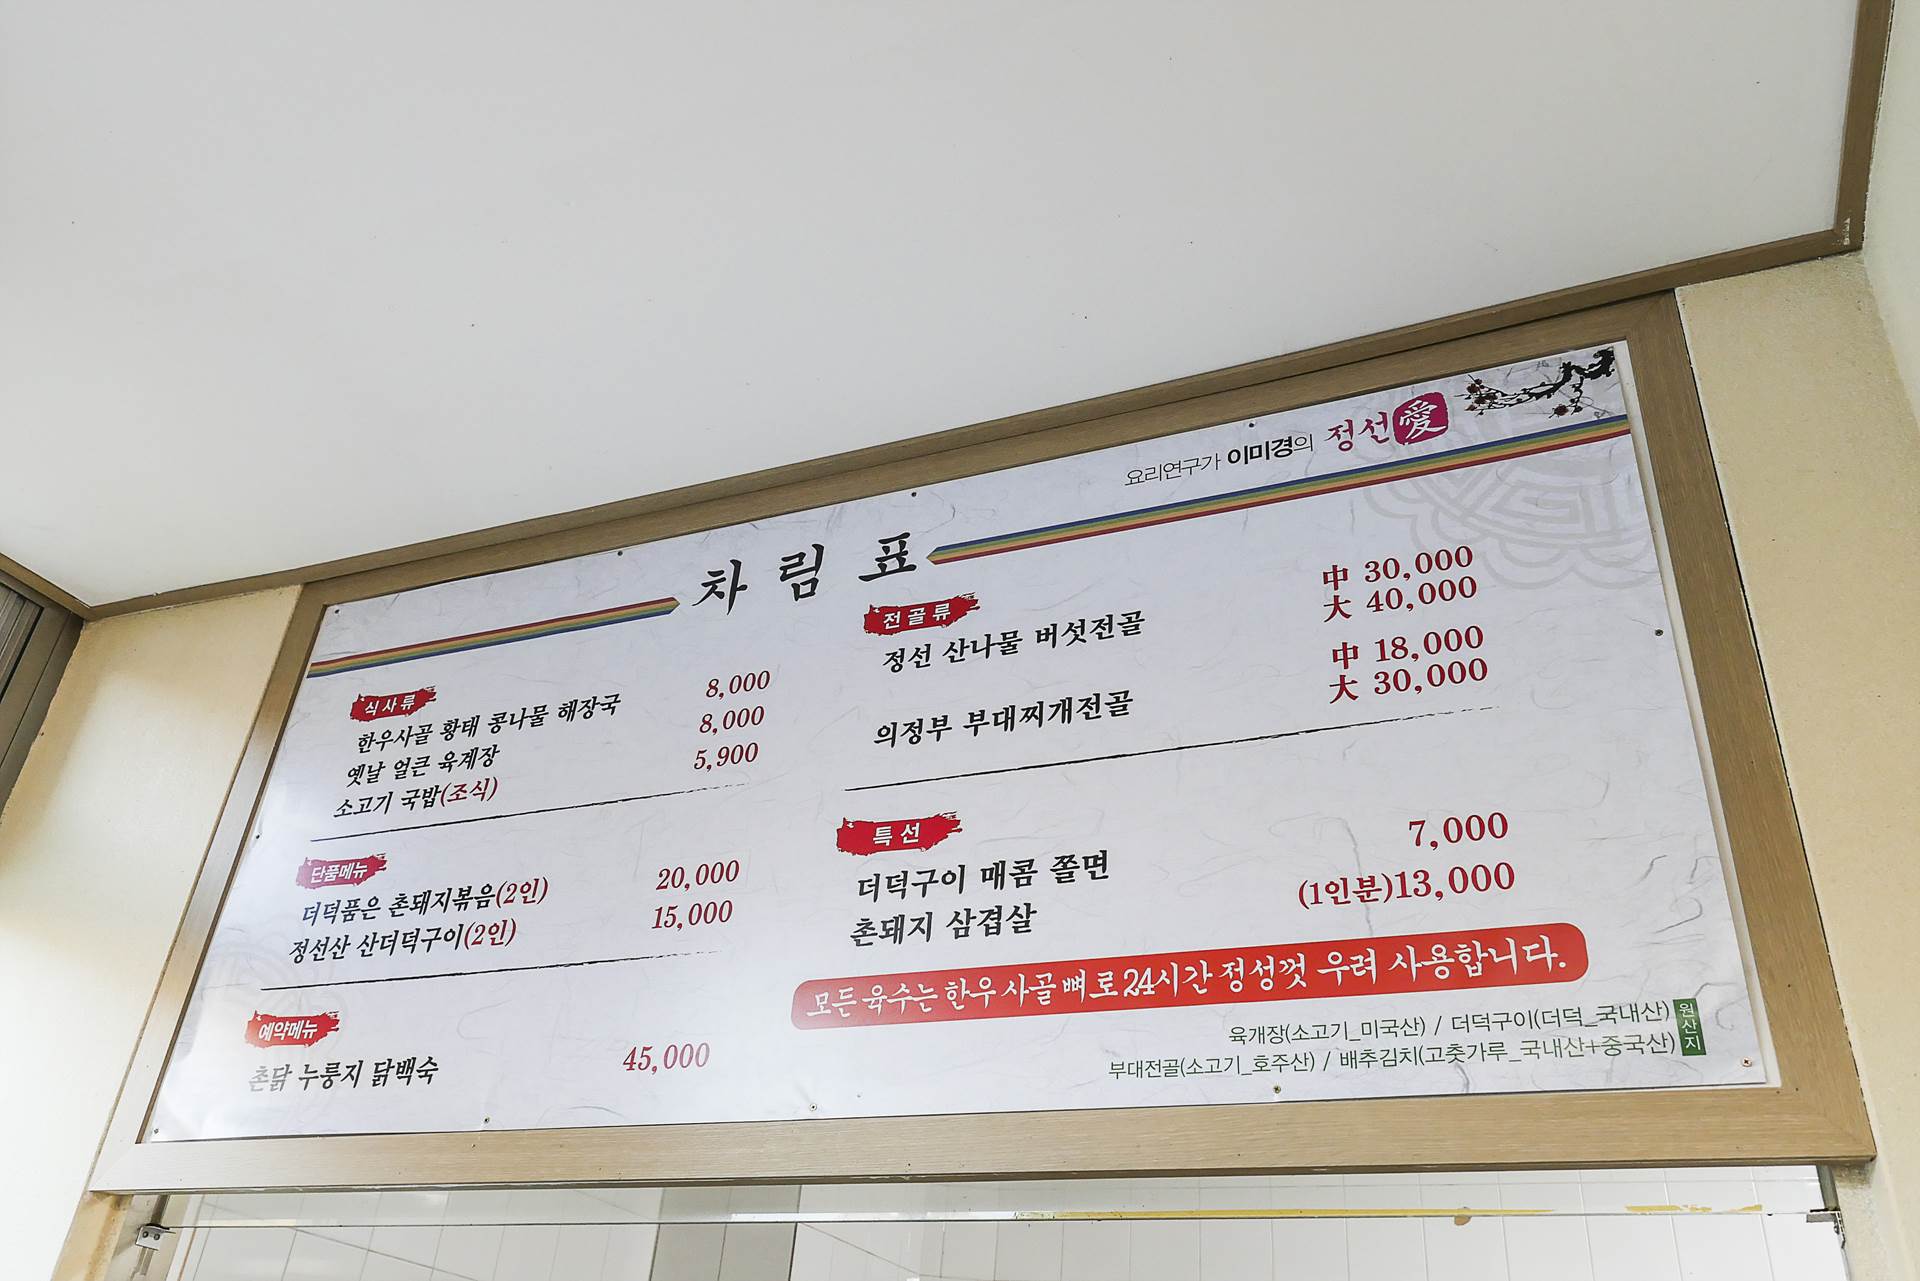 요리연구가 이미경의 정선愛
차림표
식사류
한우사골 황태 콩나물 해장국 8,000
옛날 얼큰 육계장 8,000
소고기 국밥(조식) 5,900
단품메뉴
더덕품은 촌돼지볶음(2인) 20,000
정선산 산더덕구이(2인) 15,000
예약메뉴
촌닭 누룽지 닭백숙 45,000
전골류
정선 산나물 버섯전골 中 30,000
大 40,000
의정부 부대찌개전골 中 18,000
大 30,000
특선
더덕구이 매콤 쫄면 7,000
촌돼지 삼겹살 (1인분)13,000
모든 육수는 한우 사골 뼈로 24시간 정성껏 우려 사용합니다.
원산지
육개장(소고기_미국산) / 더덕구이(더덕_국내산)
부대전골(소고기_호주산) / 배추김치(고춧가루_국내산+중국산)